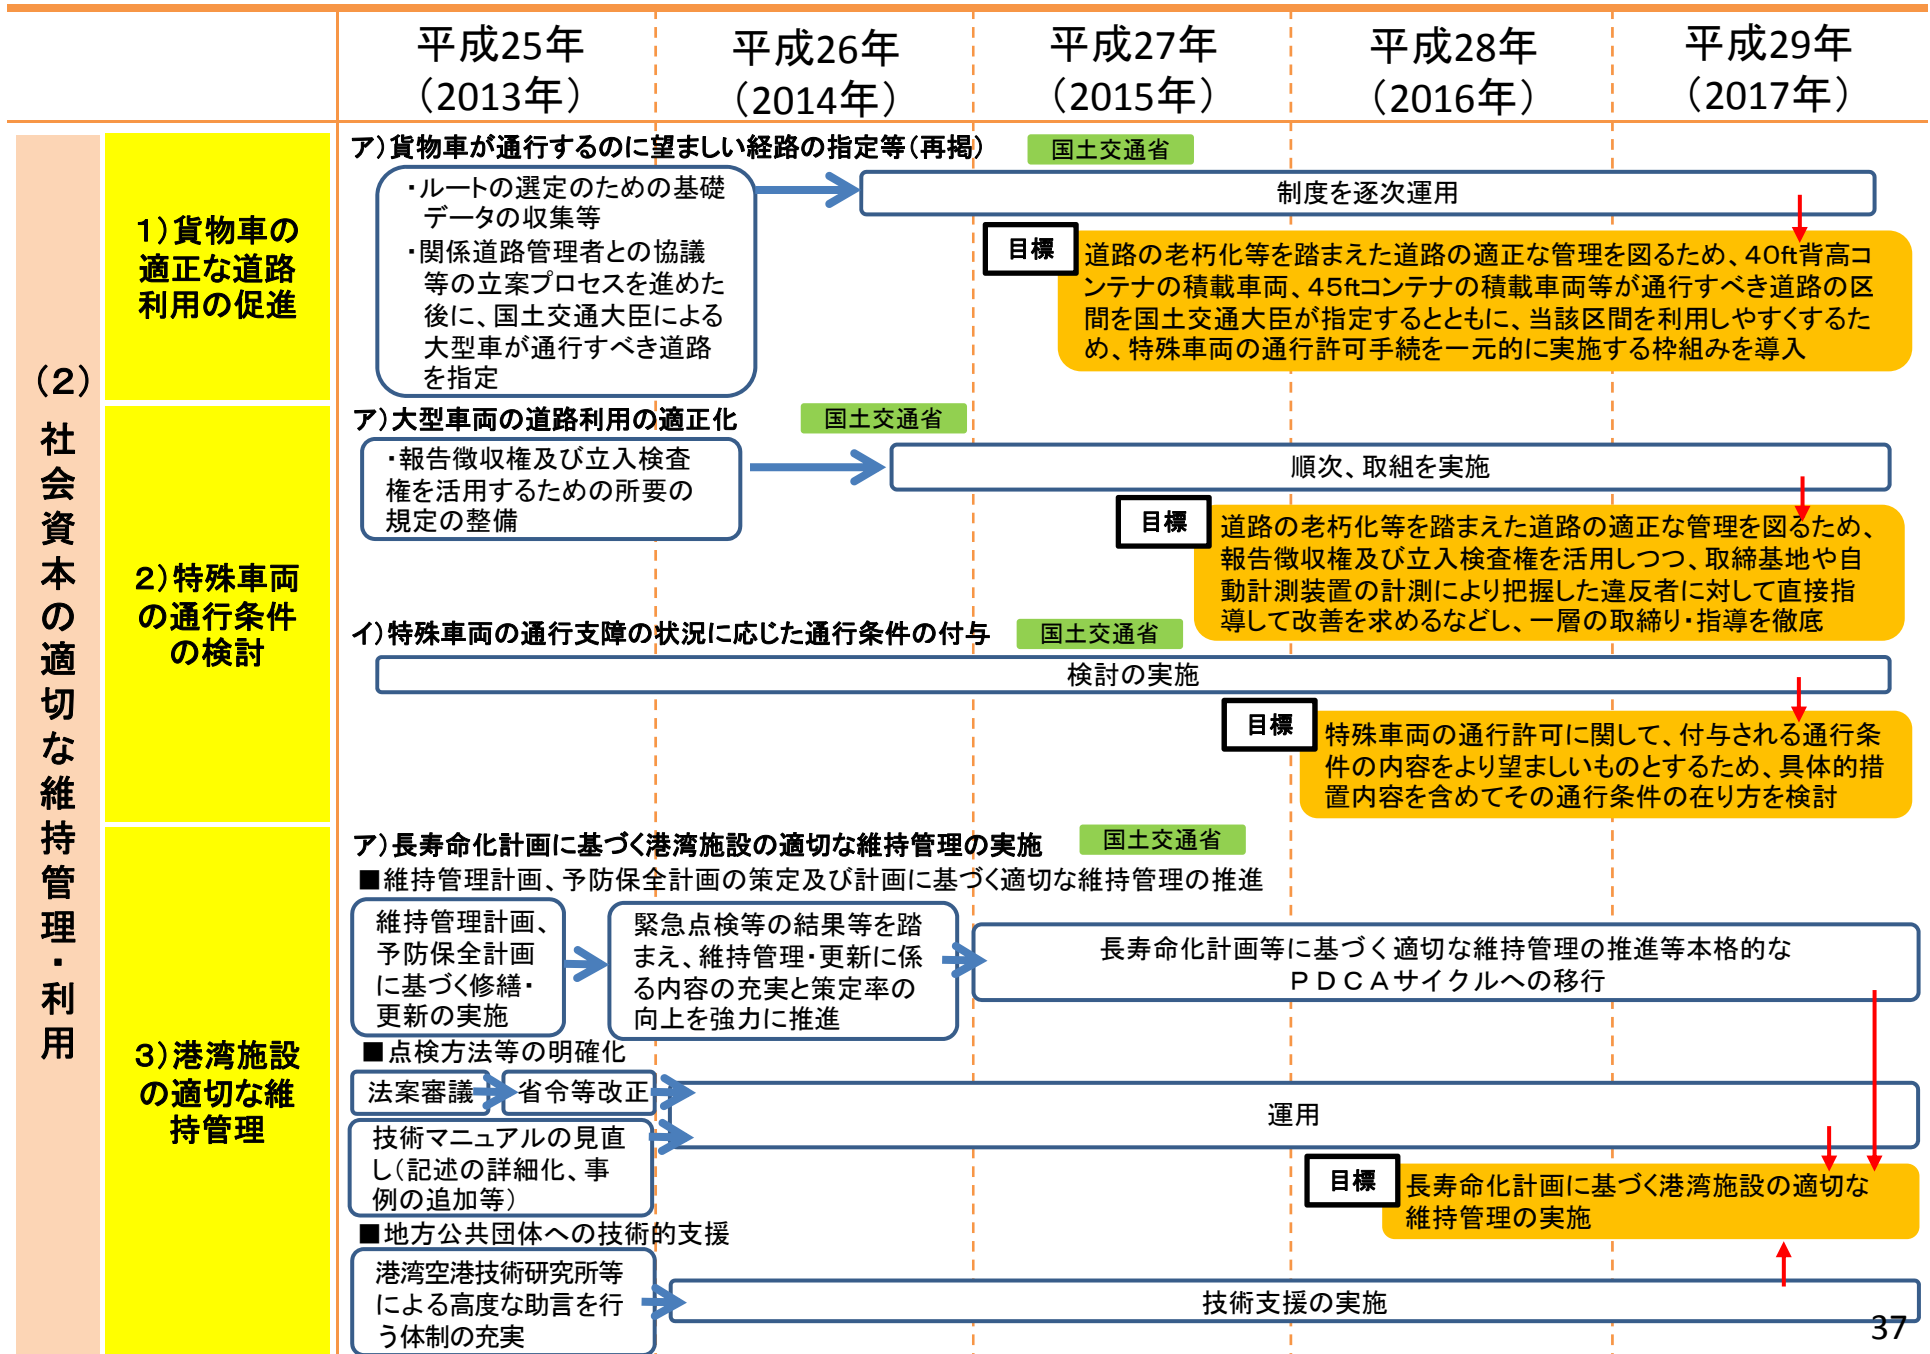 平成25年
（2013年）
平成26年
（2014年）
平成27年
（2015年）
平成28年
（2016年）
平成29年
（2017年）
（2）社会資本の適切な維持管理・利用
1）貨物車の
適正な道路
利用の促進
ア）貨物車が通行するのに望ましい経路の指定等（再掲）
国土交通省
・ルートの選定のための基礎
データの収集等
・関係道路管理者との協議
等の立案プロセスを進めた
後に、国土交通大臣による
大型車が通行すべき道路
を指定
制度を逐次運用
目標
道路の老朽化等を踏まえた道路の適正な管理を図るため、40ft背高コ
ンテナの積載車両、45ftコンテナの積載車両等が通行すべき道路の区
間を国土交通大臣が指定するとともに、当該区間を利用しやすくするた
め、特殊車両の通行許可手続を一元的に実施する枠組みを導入
2）特殊車両
の通行条件
の検討
ア）大型車両の道路利用の適正化
国土交通省
・報告徴収権及び立入検査
権を活用するための所要の
規定の整備
順次、取組を実施
目標
道路の老朽化等を踏まえた道路の適正な管理を図るため、
報告徴収権及び立入検査権を活用しつつ、取締基地や自
動計測装置の計測により把握した違反者に対して直接指
導して改善を求めるなどし、一層の取締り・指導を徹底
イ）特殊車両の通行支障の状況に応じた通行条件の付与
国土交通省
検討の実施
目標
特殊車両の通行許可に関して、付与される通行条
件の内容をより望ましいものとするため、具体的措
置内容を含めてその通行条件の在り方を検討
3）港湾施設
の適切な維
持管理
ア）長寿命化計画に基づく港湾施設の適切な維持管理の実施
国土交通省
■維持管理計画、予防保全計画の策定及び計画に基づく適切な維持管理の推進
維持管理計画、
予防保全計画
に基づく修繕・
更新の実施
緊急点検等の結果等を踏
まえ、維持管理・更新に係
る内容の充実と策定率の
向上を強力に推進
長寿命化計画等に基づく適切な維持管理の推進等本格的な
ＰＤＣＡサイクルへの移行
■点検方法等の明確化
法案審議
省令等改正
運用
技術マニュアルの見直
し（記述の詳細化、事
例の追加等）
目標
長寿命化計画に基づく港湾施設の適切な
維持管理の実施
■地方公共団体への技術的支援
港湾空港技術研究所等
による高度な助言を行
う体制の充実
技術支援の実施
37